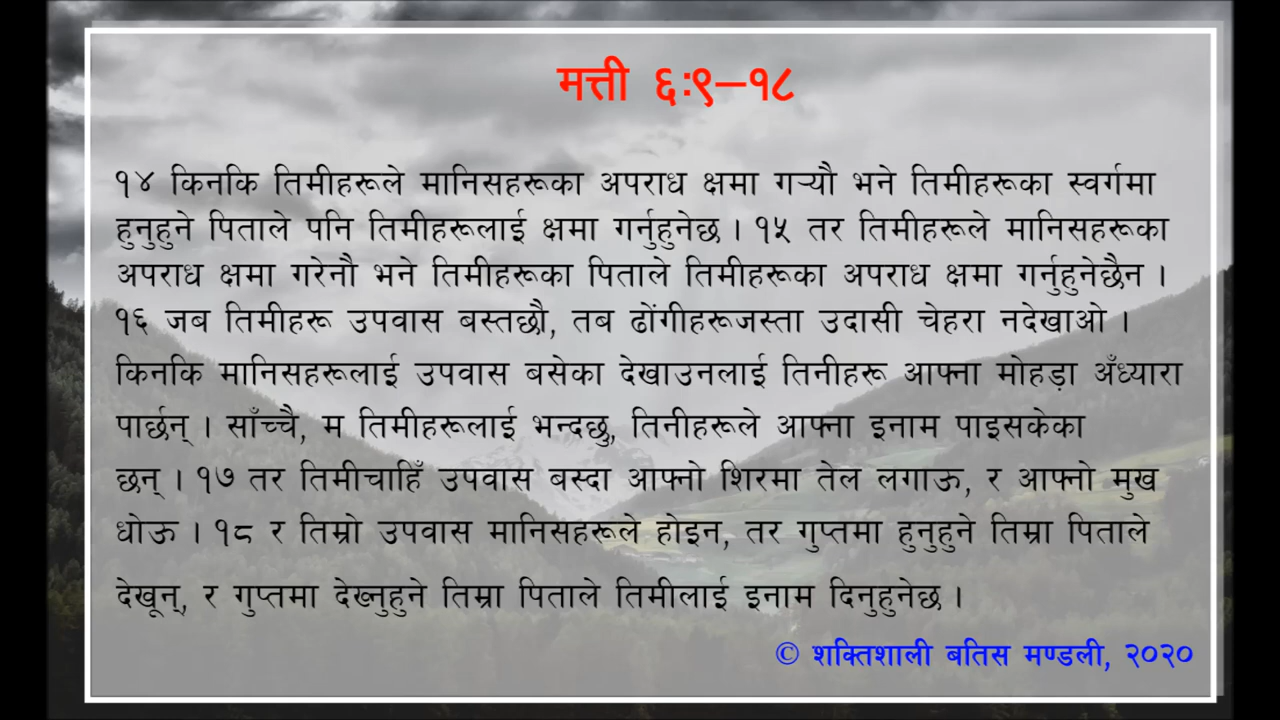 मत्ती ६:९–१८
१४ किनकि तिमीहरूले मानिसहरूका अपराध क्षमा गऱ्यौ भने तिमीहरूका स्वर्गमा
हुनुहुने पिताले पनि तिमीहरूलाई क्षमा गर्नुहुनेछ । १५ तर तिमीहरूले मानिसहरूका
अपराध क्षमा गरेनौ भने तिमीहरूका पिताले तिमीहरूका अपराध क्षमा गर्नुहुनेछैन ।
१६ जब तिमीहरू उपवास बस्तछौ, तब ढोंगीहरूजस्ता उदासी चेहरा नदेखाओ ।
किनकि मानिसहरूलाई उपवास बसेका देखाउनलाई तिनीहरू आफ्ना मोहड़ा अँध्यारा
पार्छन् । साँच्चै, म तिमीहरूलाई भन्दछु, तिनीहरूले आफ्ना इनाम पाइसकेका
छन् । १७ तर तिमीचाहिँ उपवास बस्दा आफ्नो शिरमा तेल लगाऊ, र आफ्नो मुख
धोऊ । १८ र तिम्रो उपवास मानिसहरूले होइन, तर गुप्तमा हुनुहुने तिम्रा पिताले
देखून्, र गुप्तमा देख्नुहुने तिम्रा पिताले तिमीलाई इनाम दिनुहुनेछ ।
© शक्तिशाली बतिस मण्डली, २०२०